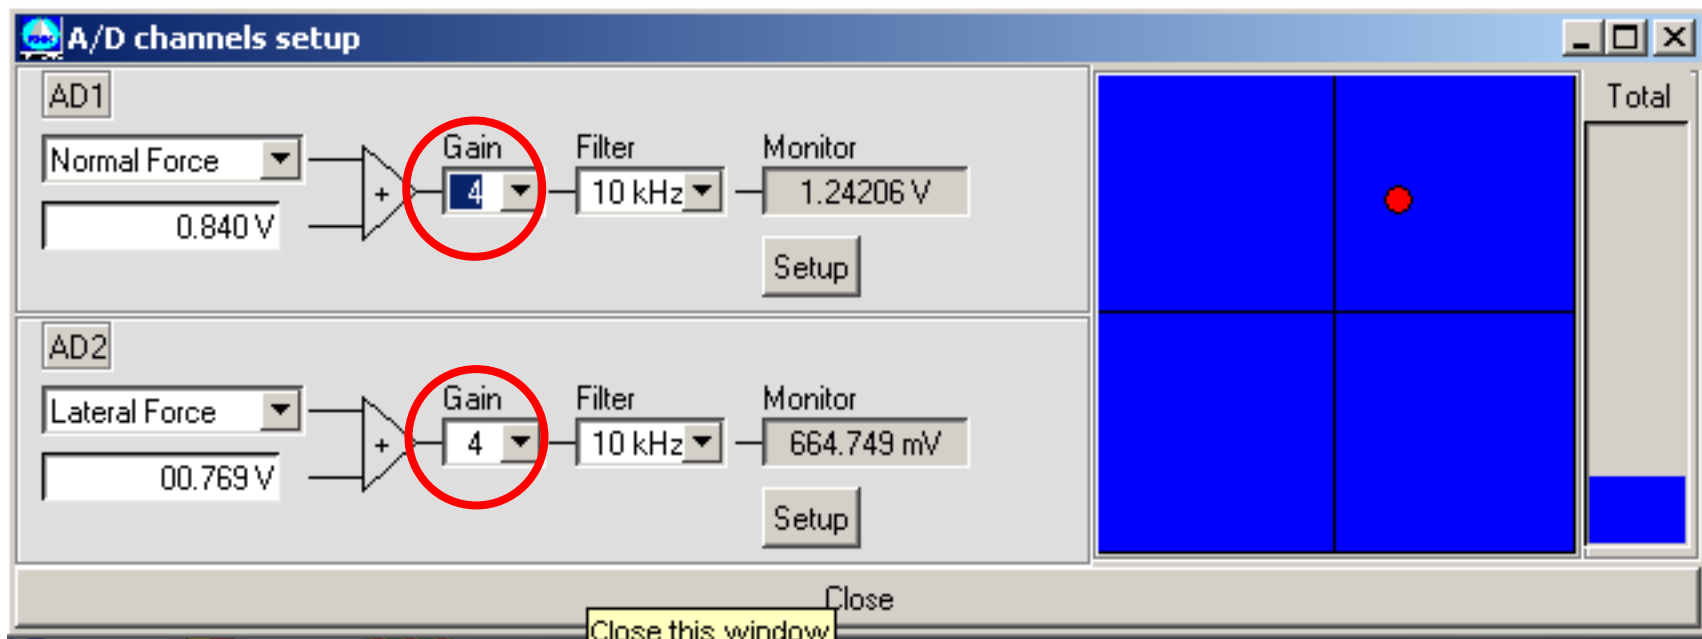 A/D channels setup
AD1
Total
Gain Filter Monitor
Normal Force 4 10 kHz 1.24206 V
+
0.840 V
Setup
AD2
Gain Filter Monitor
Lateral Force 4 10 kHz 664.749 mV
+
00.769 V
Setup
Close
Close this window